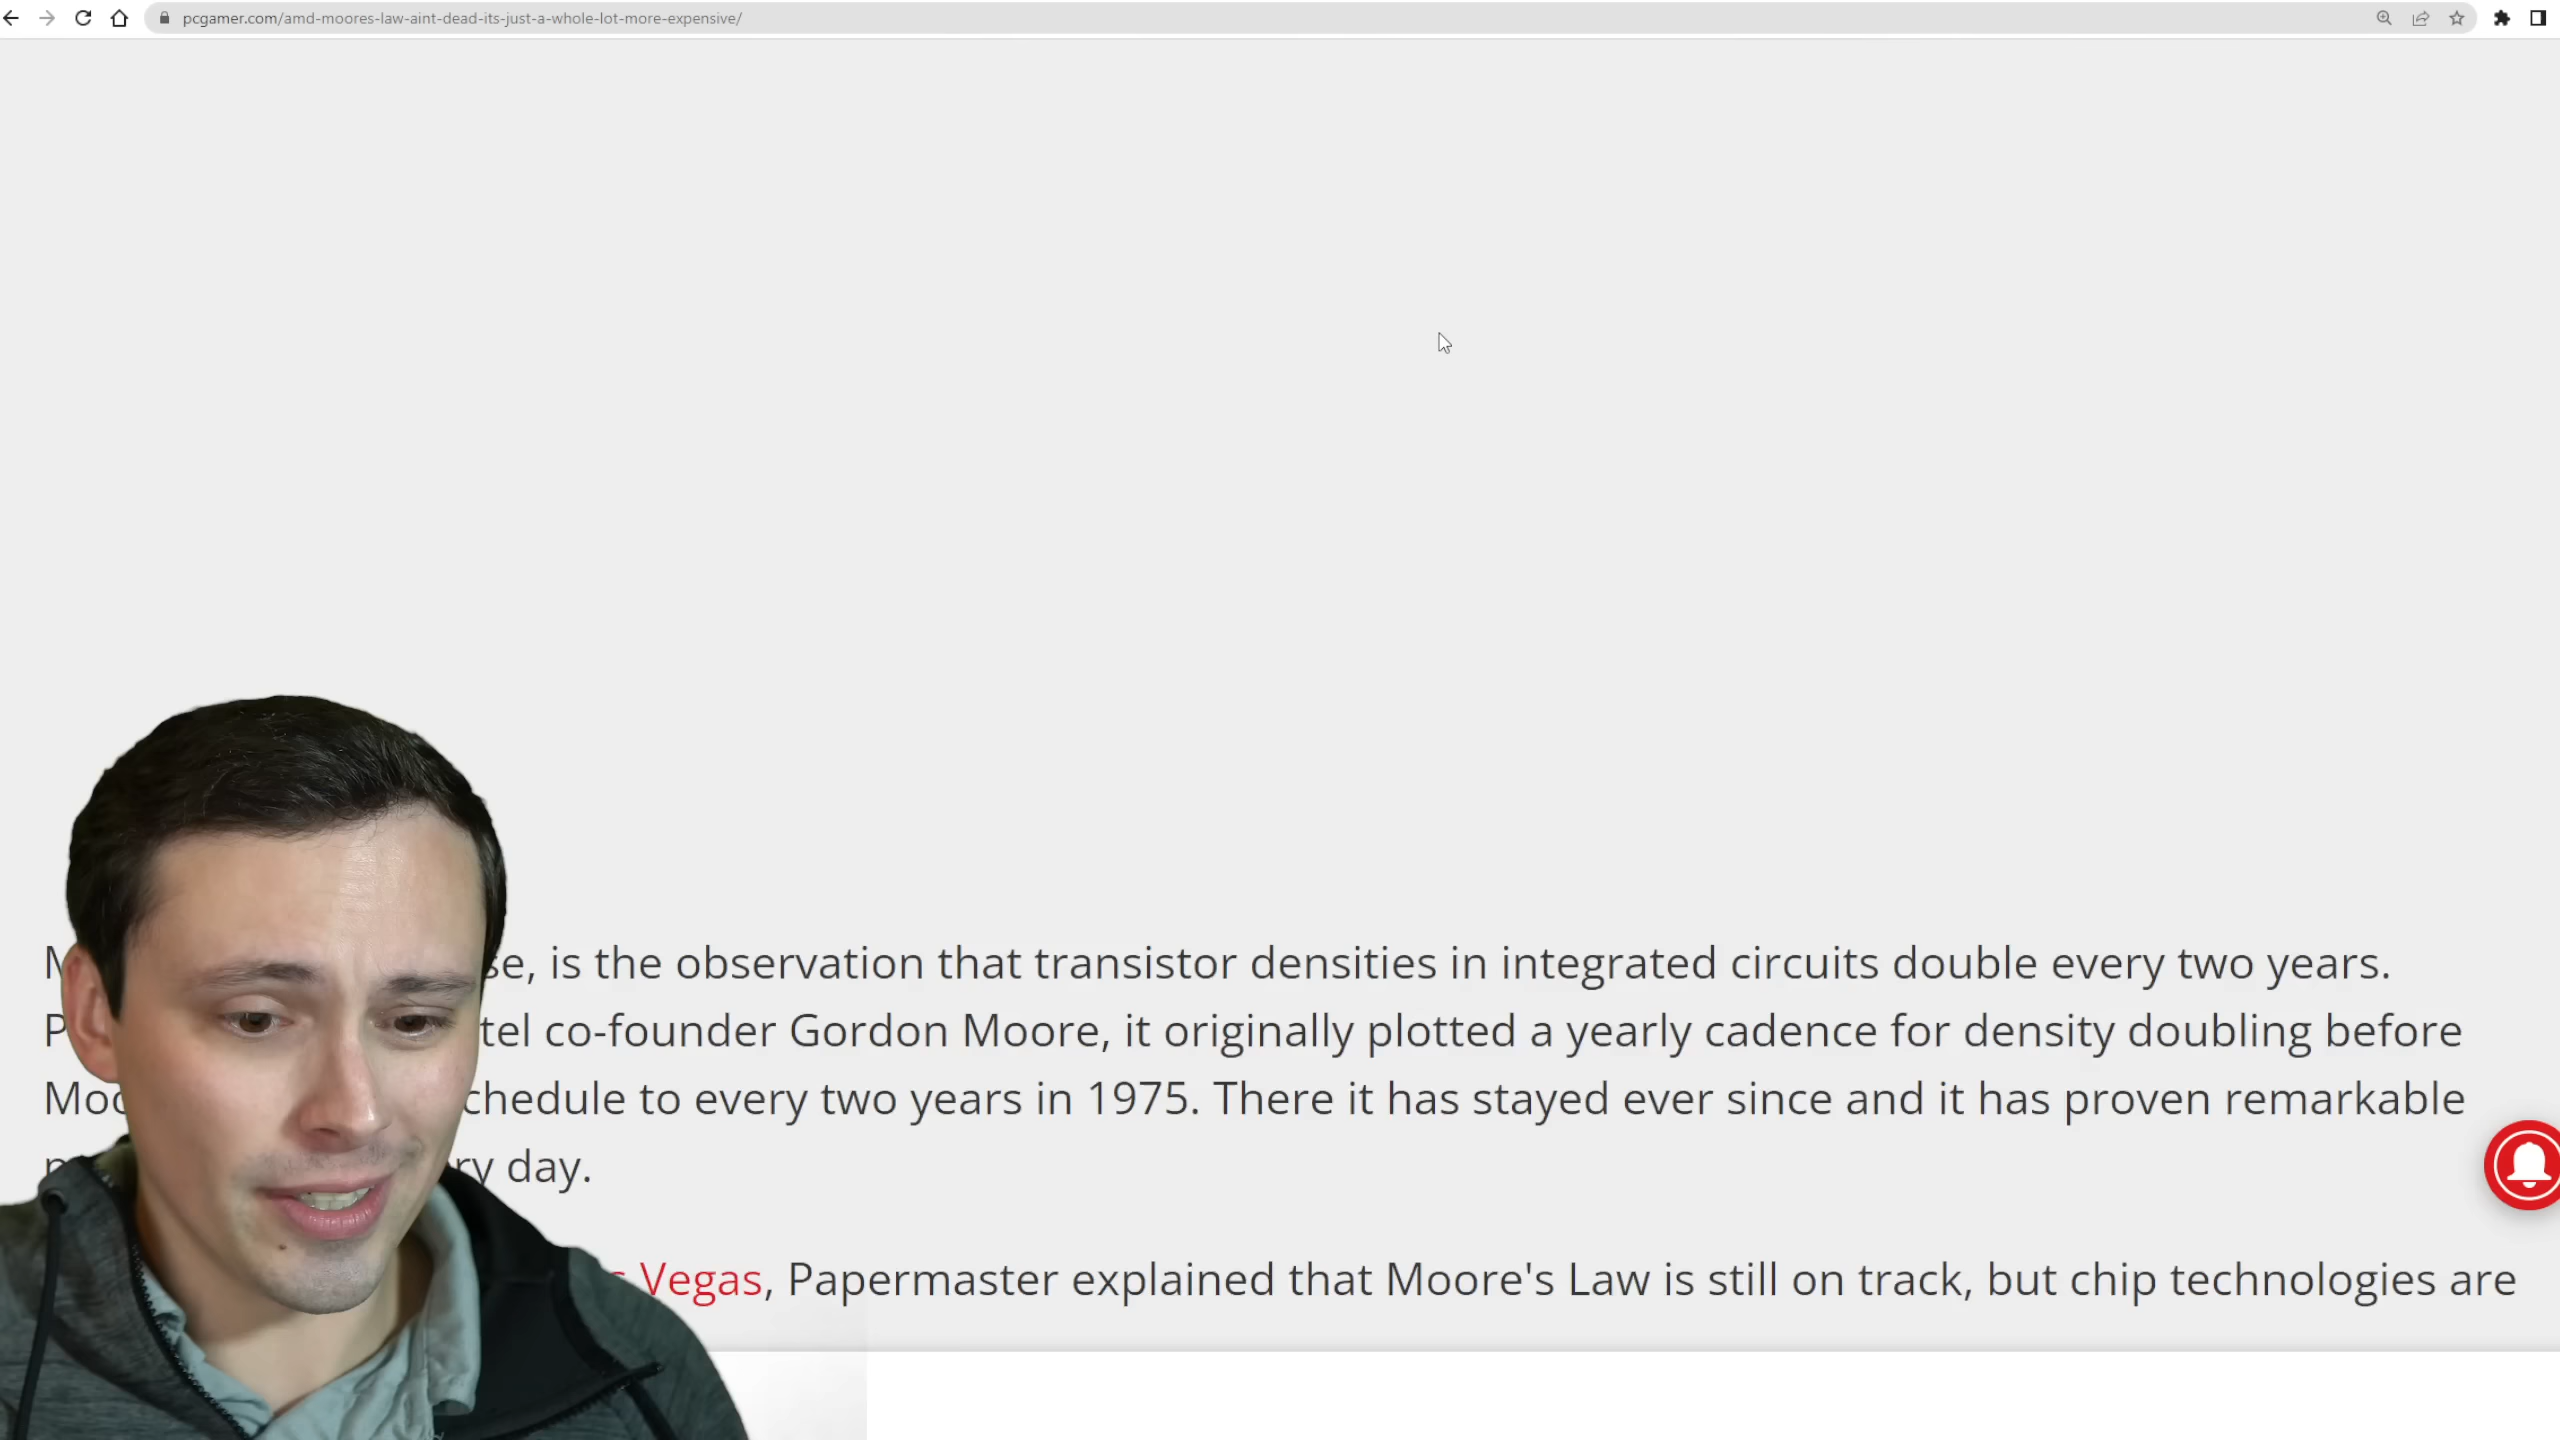 pcgamer.com/amd-moores-law-aint-dead-its-just-a-whole-lot-more-expensive/
is the observation that transistor densities in integrated circuits double every two years.
co-founder Gordon Moore, it originally plotted a yearly cadence for density doubling before
to every two years in 1975. There it has stayed ever since and it has proven remarkable
day.
Vegas, Papermaster explained that Moore's Law is still on track, but chip technologies are